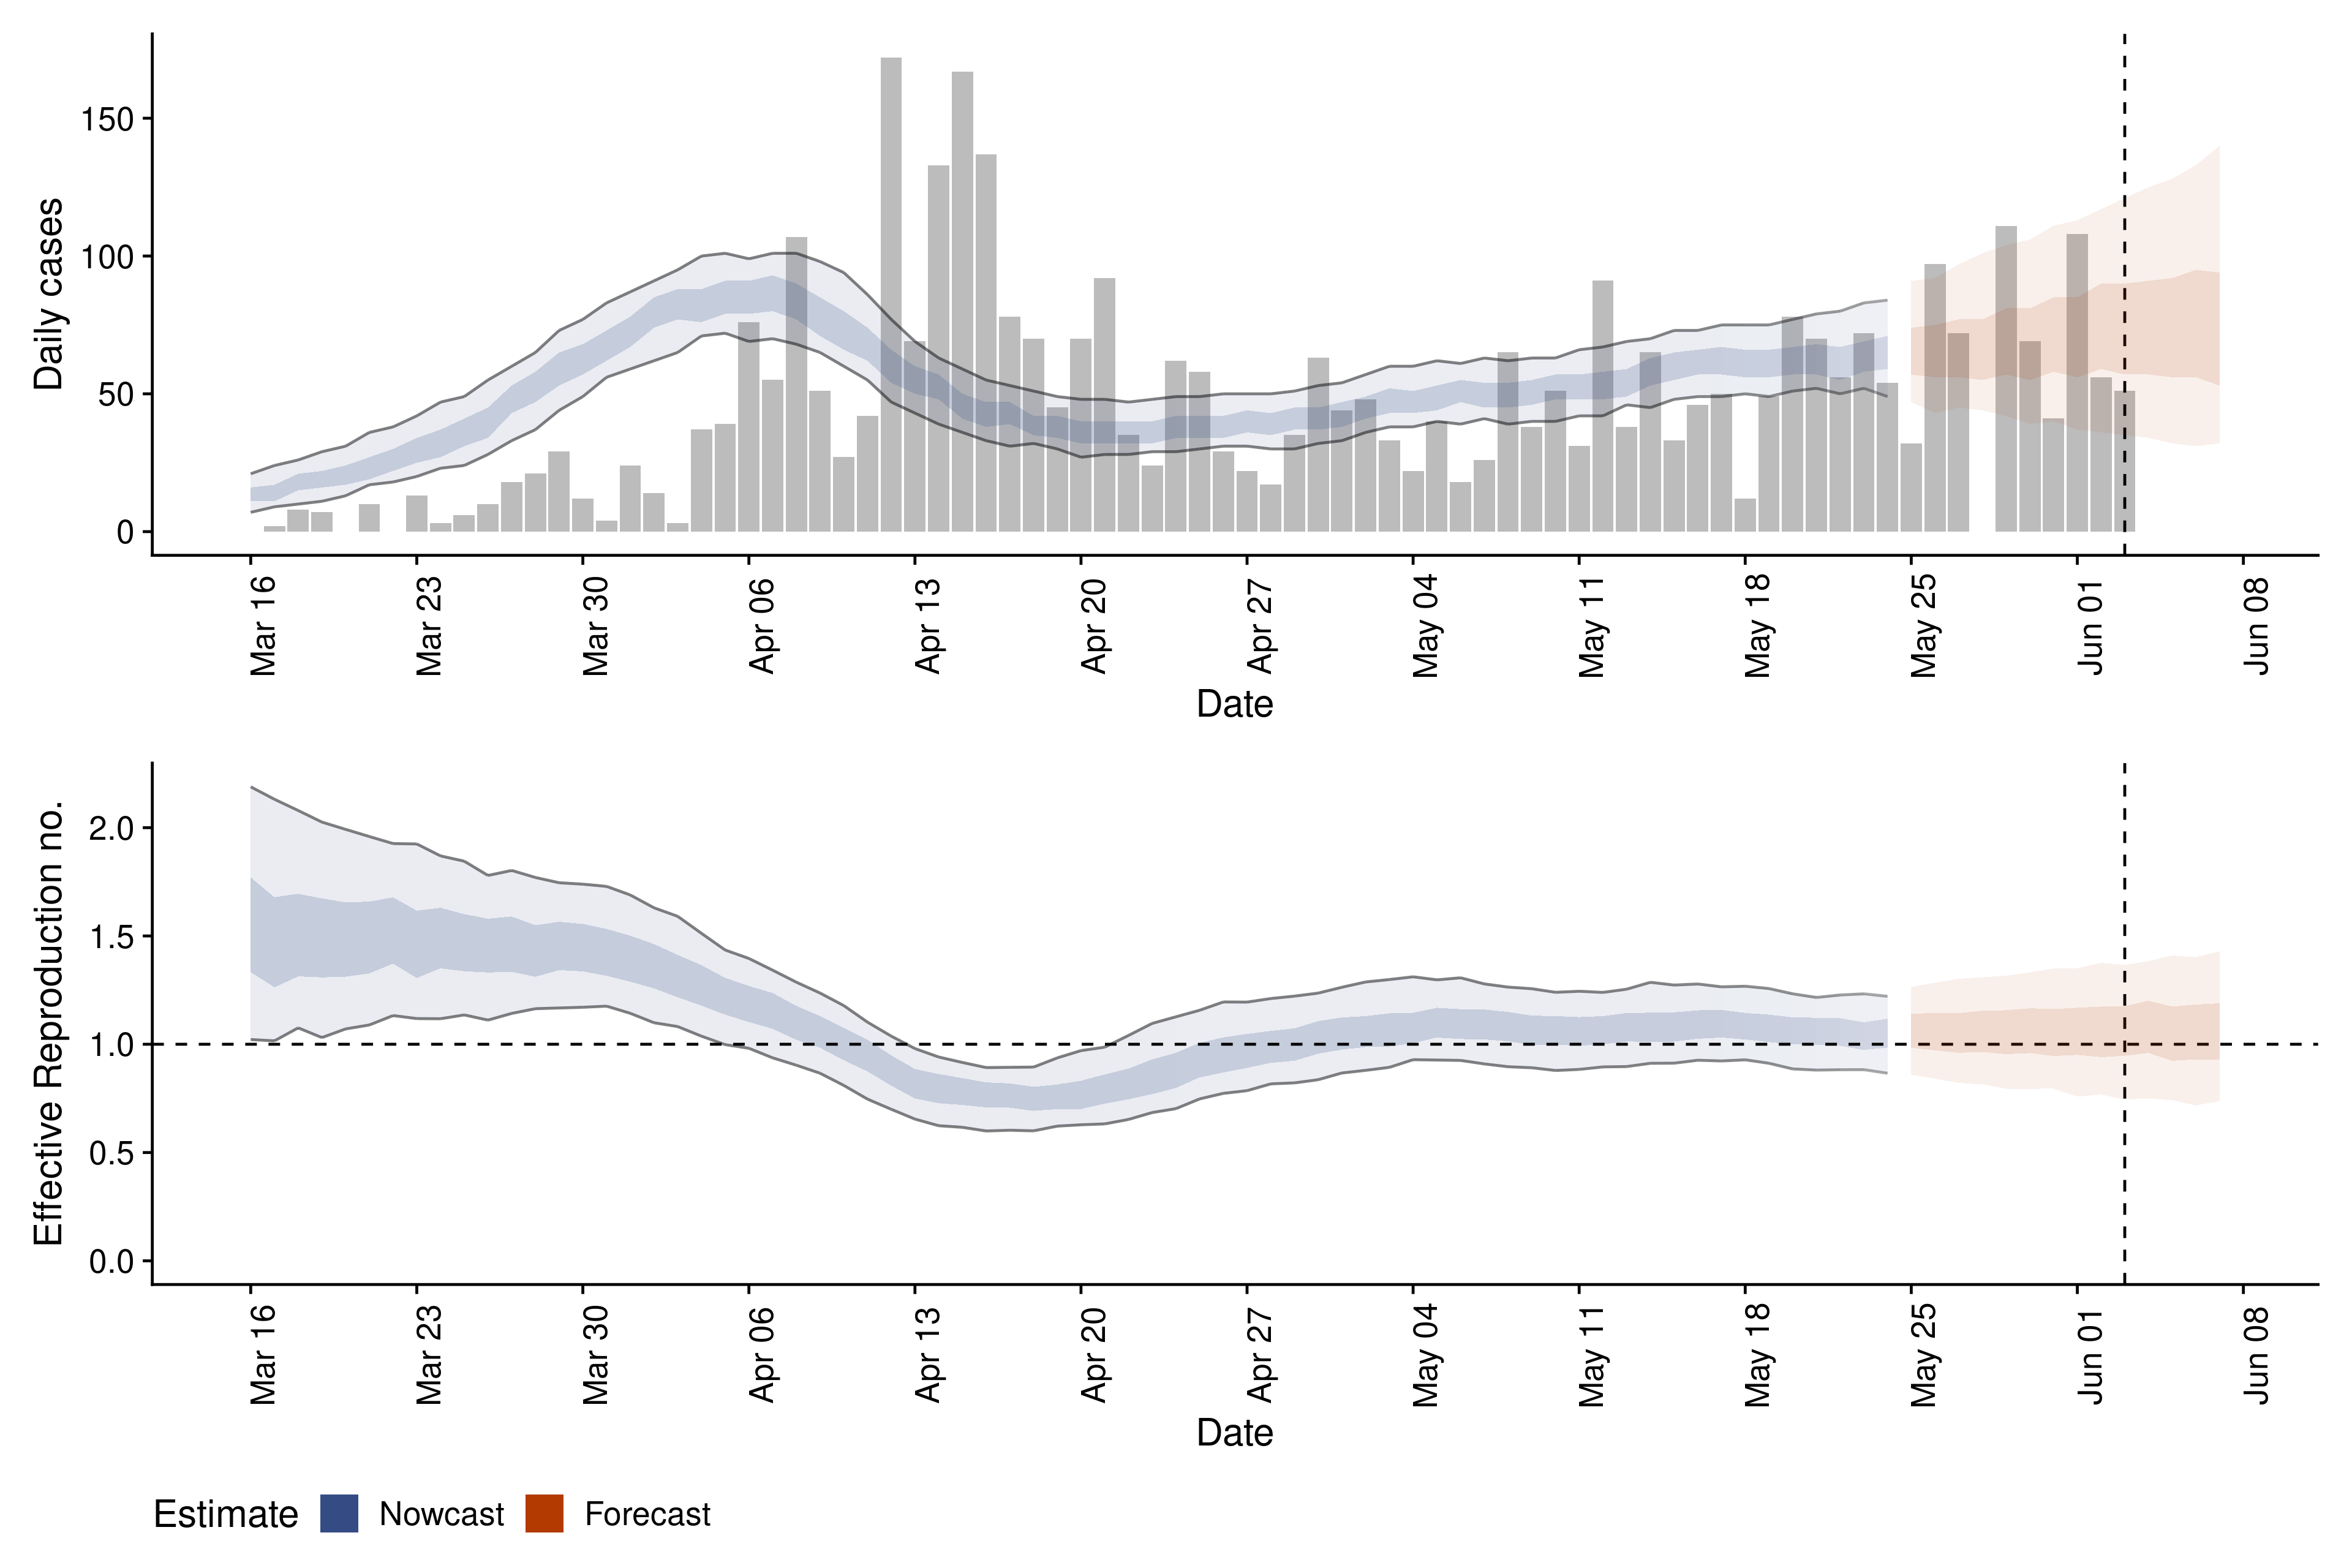 Daily cases
150
100
50
0
Mar 16
Mar 23
Mar 30
Apr 06
Apr 13
Apr 20
Apr 27
May 04
May 11
May 18
May 25
Jun 01
Jun 08
Date
Effective Reproduction no.
2.0
1.5
1.0
0.5
0.0
Mar 16
Mar 23
Mar 30
Apr 06
Apr 13
Apr 20
Apr 27
May 04
May 11
May 18
May 25
Jun 01
Jun 08
Date
Estimate Nowcast Forecast